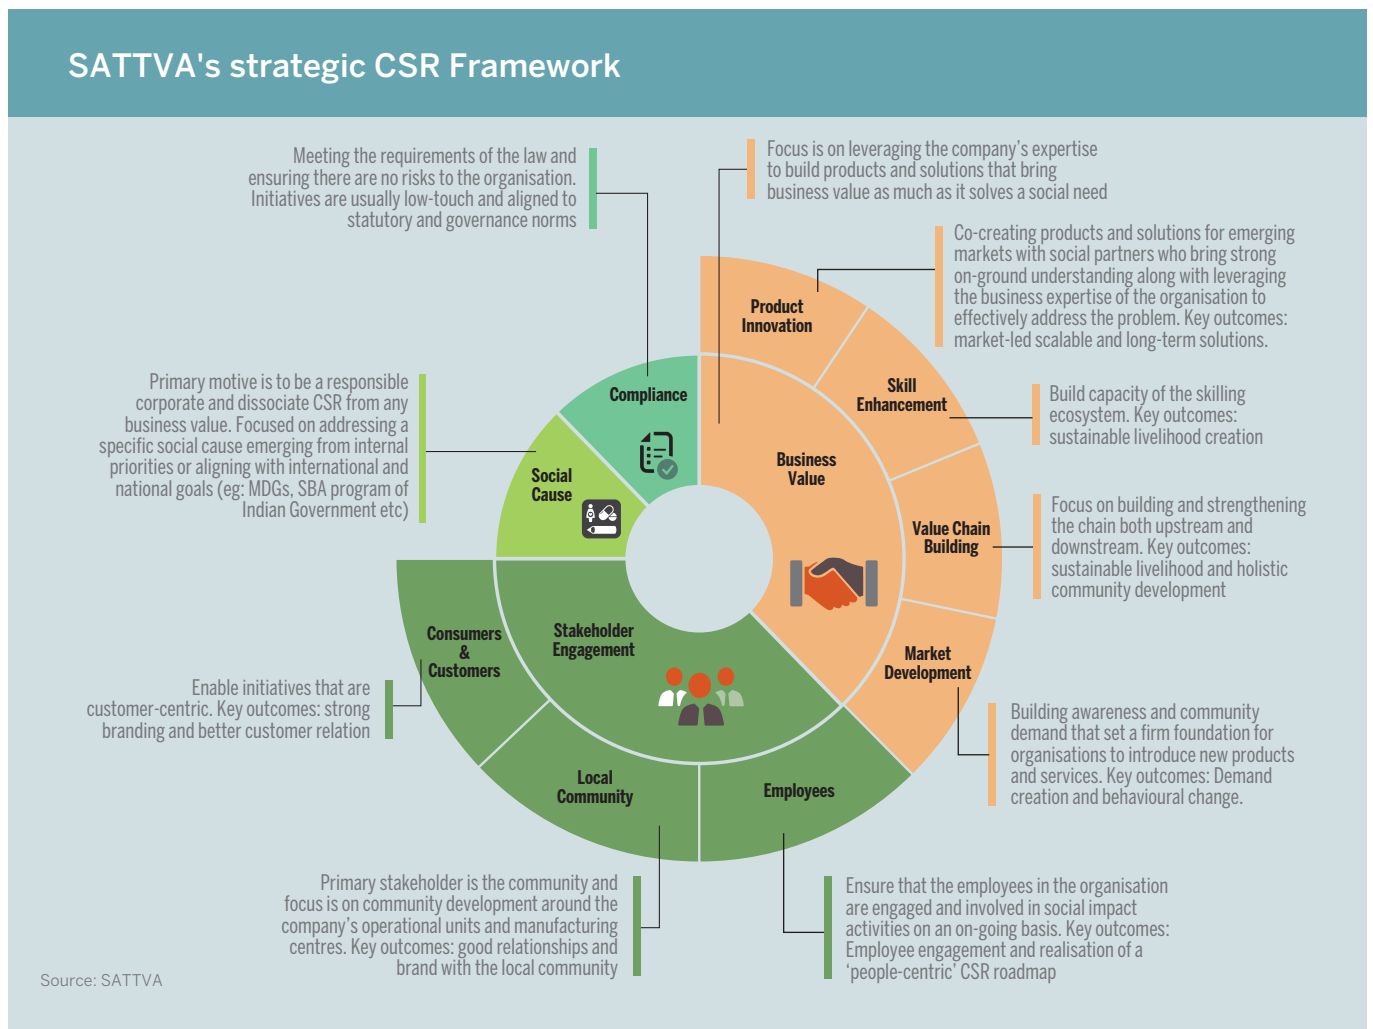 SATTVA's strategic CSR Framework
Meeting the requirements of the law and
ensuring there are no risks to the organisation.
Initiatives are usually low-touch and aligned to
statutory and governance norms
Focus is on leveraging the company's expertise
to build products and solutions that bring
business value as much as it solves a social need
Co-creating products and solutions for emerging
markets with social partners who bring strong
on-ground understanding along with leveraging
the business expertise of the organisation to
effectively address the problem. Key outcomes:
market-led scalable and long-term solutions.
Product
Innovation
Skill
Enhancement
Build capacity of the skilling
ecosystem. Key outcomes:
sustainable livelihood creation
Compliance
Primary motive is to be a responsible
corporate and dissociate CSR from any
business value. Focused on addressing a
specific social cause emerging from internal
priorities or aligning with international and
national goals (eg: MDGs, SBA program of
Indian Government etc)
Social
Cause
Business
Value
Value Chain
Building
Focus on building and strengthening
the chain both upstream and
downstream. Key outcomes:
sustainable livelihood and holistic
community development
Consumers
&
Customers
Stakeholder
Engagement
Market
Development
Enable initiatives that are
customer-centric. Key outcomes: strong
branding and better customer relation
Building awareness and community
demand that set a firm foundation for
organisations to introduce new products
and services. Key outcomes: Demand
creation and behavioural change.
Local
Community
Employees
Primary stakeholder is the community and
focus is on community development around the
company's operational units and manufacturing
centres. Key outcomes: good relationships and
brand with the local community
Ensure that the employees in the organisation
are engaged and involved in social impact
activities on an on-going basis. Key outcomes:
Employee engagement and realisation of a
'people-centric' CSR roadmap
Source: SATTVA